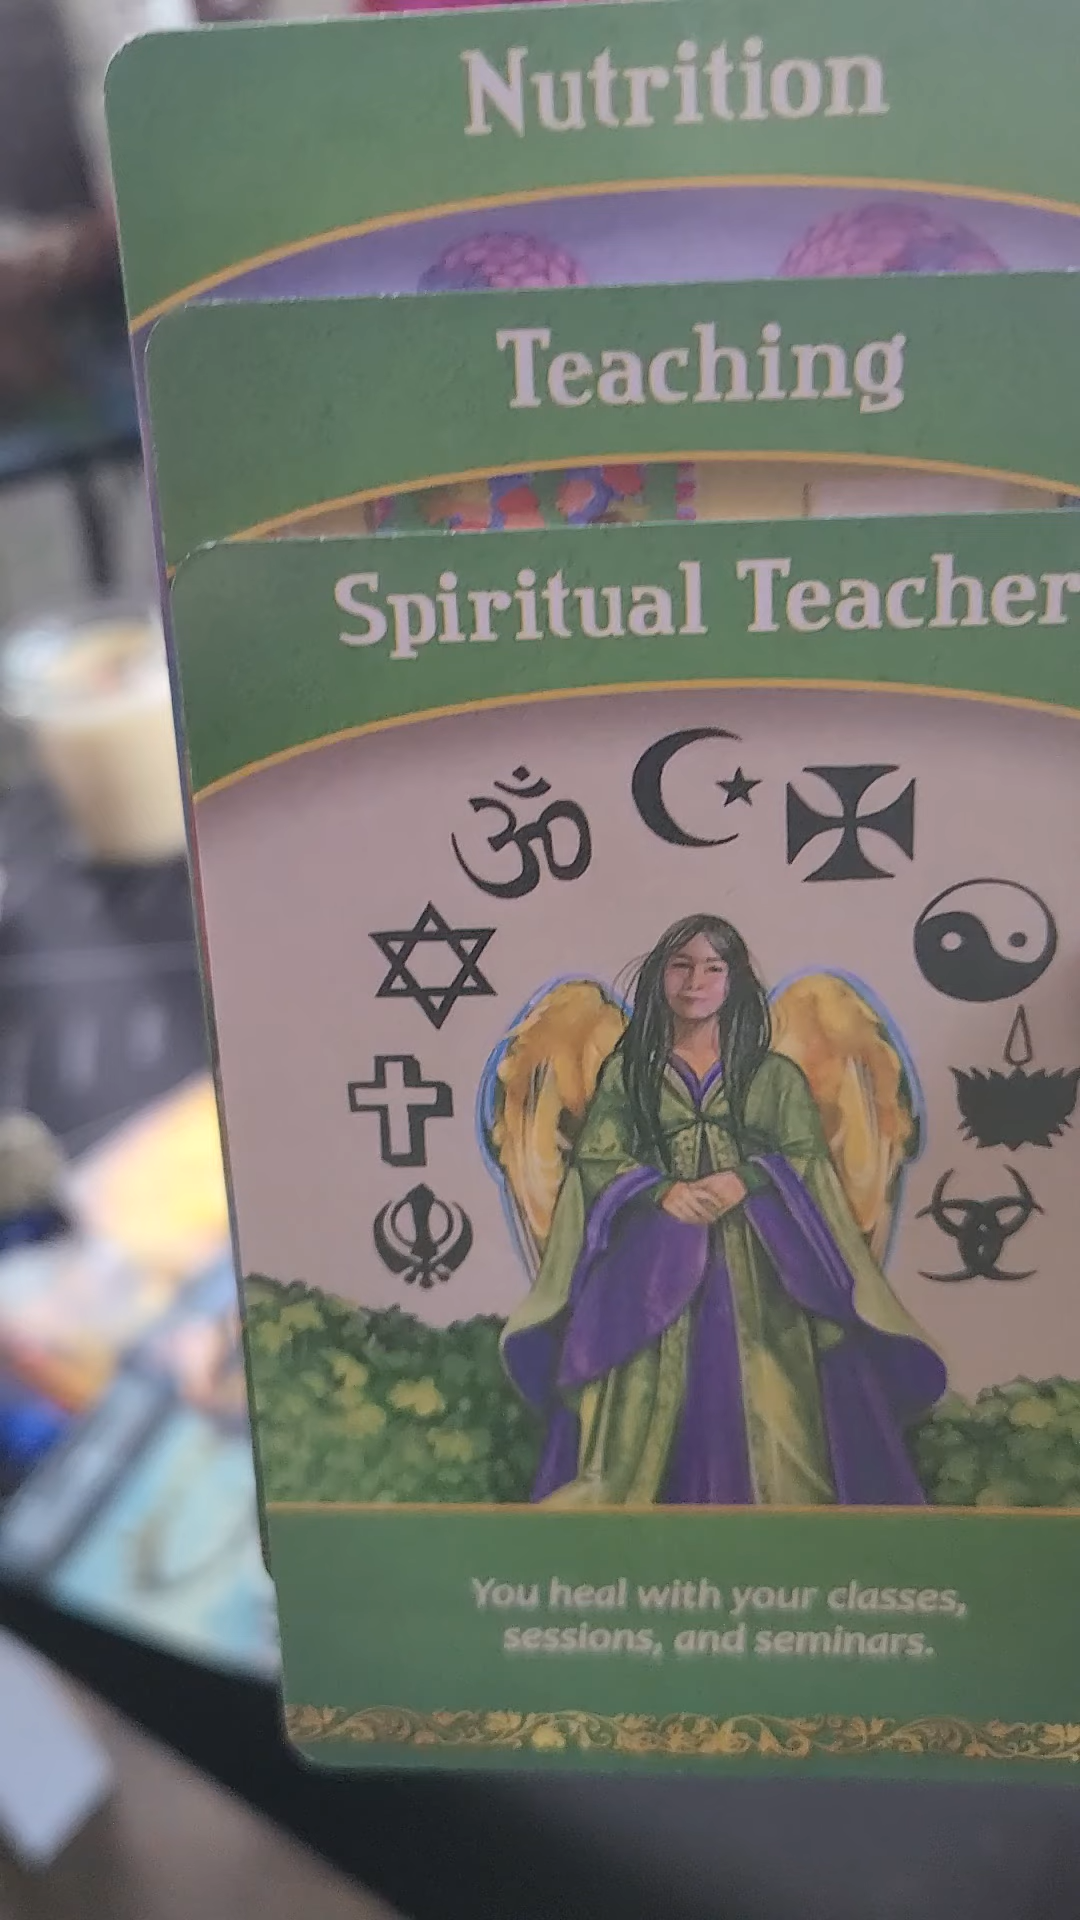 Nutrition
Teaching
Spiritual Teacher
You heal with your classes,
sessions, and seminars.